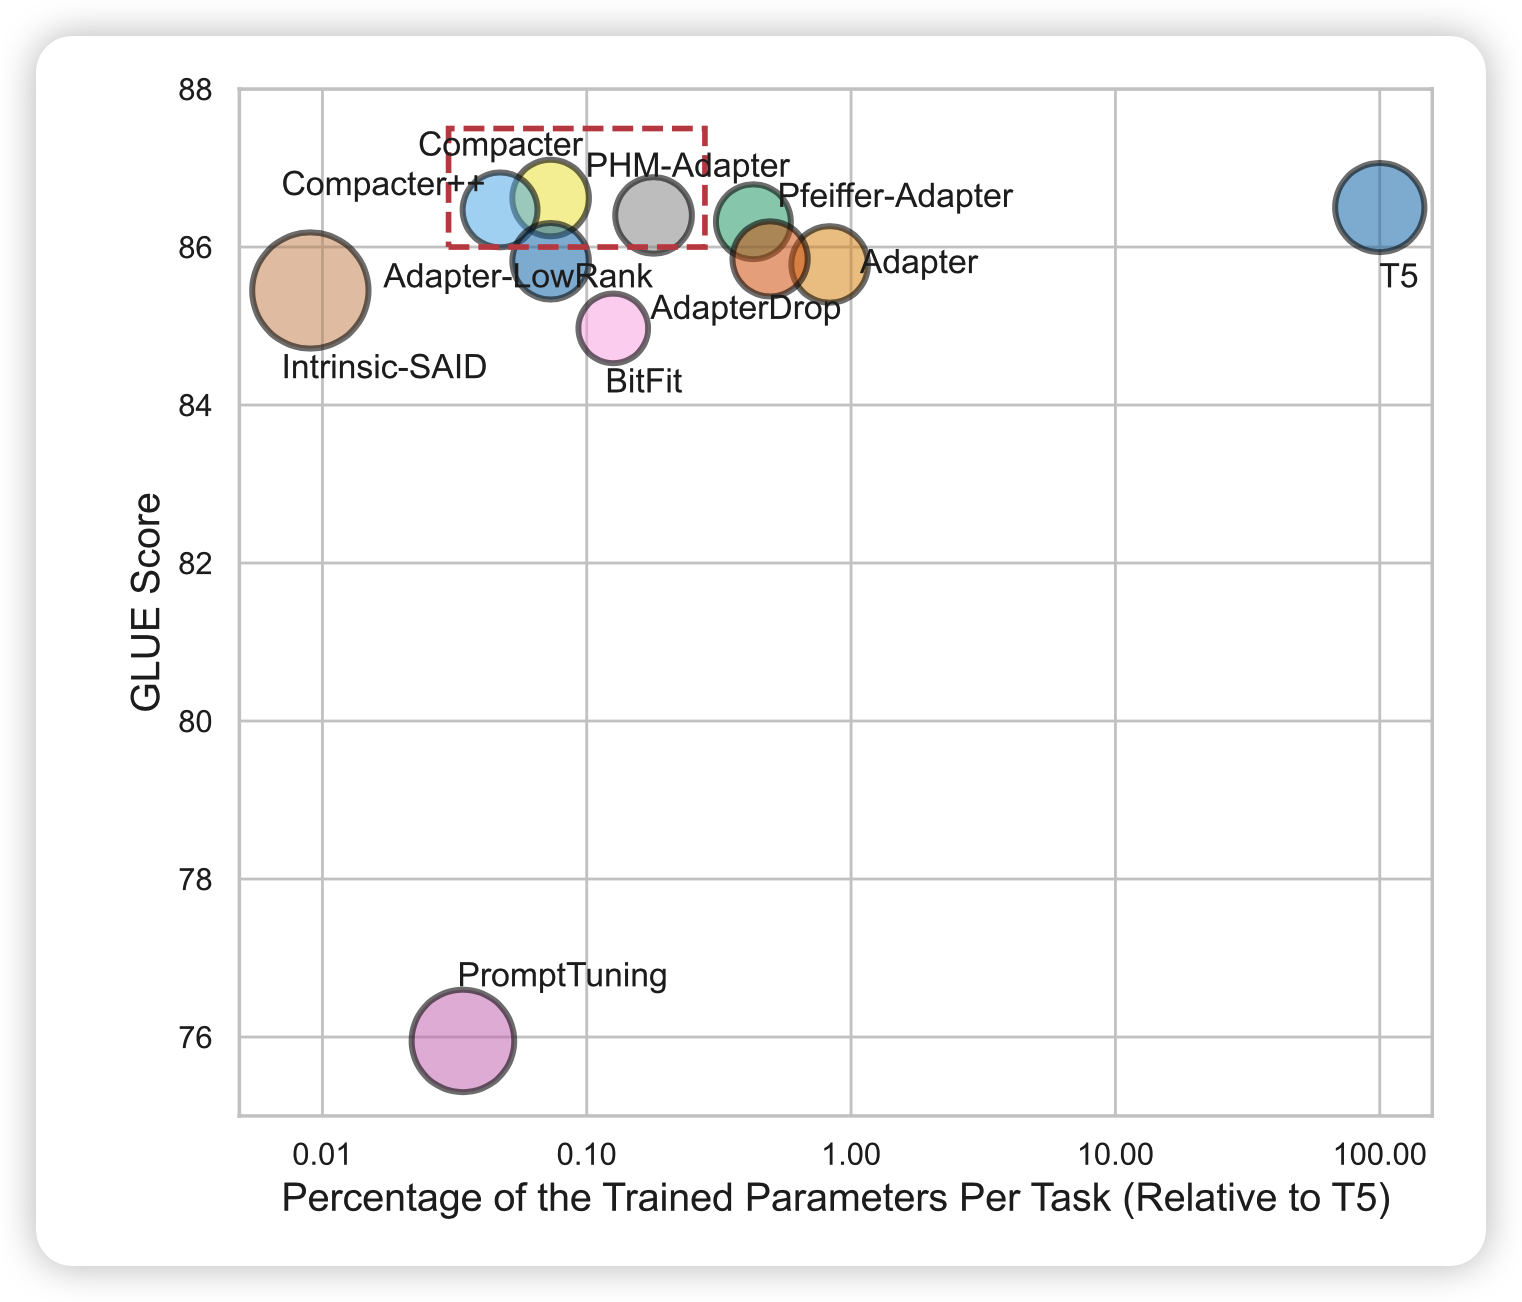 88
Compacter
PHM-Adapter
Compacter++
Pfeiffer-Adapter
86
Adapter
Adapter-LowRank
T5
AdapterDrop
Intrinsic-SAID
BitFit
84
GLUE Score
82
80
78
PromptTuning
76
0.01 0.10 1.00 10.00 100.00
Percentage of the Trained Parameters Per Task (Relative to T5)